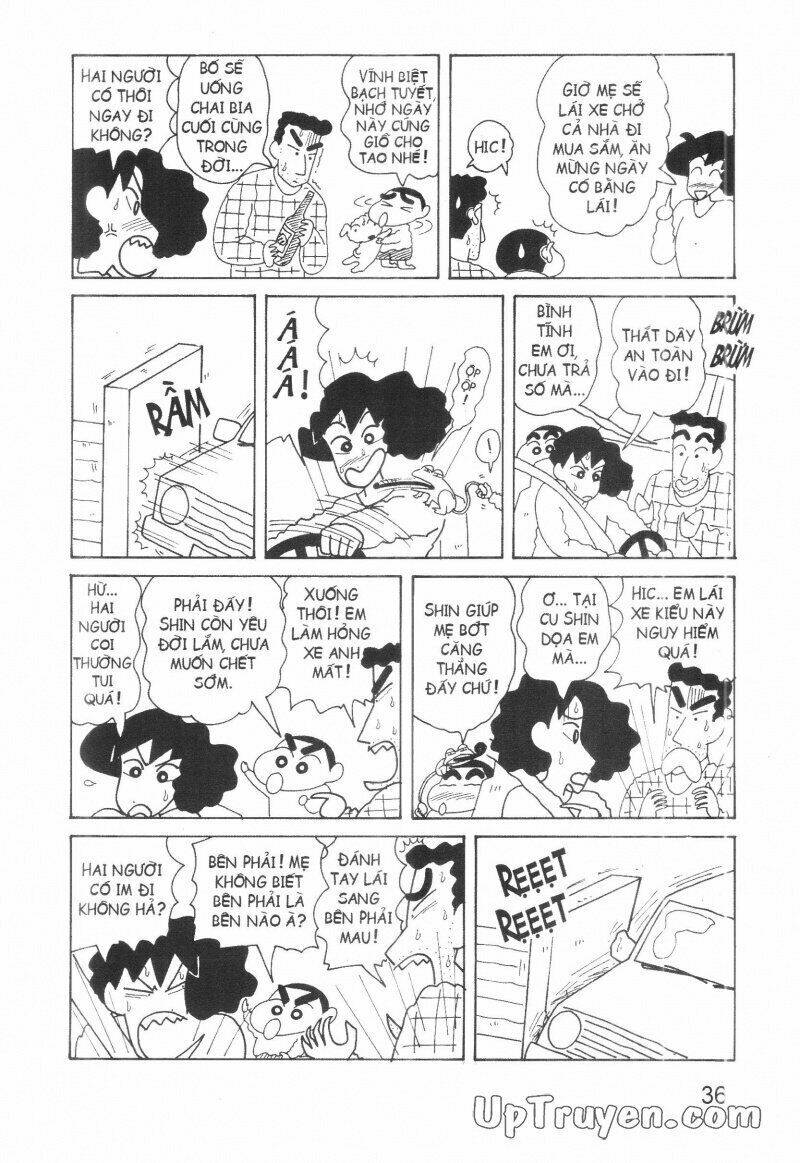 GIỜ MẸ SẼ
LÁI XE CHỞ
CẢ NHÀ ĐI
MUA SẮM, ĂN
MỪNG NGÀY
CÓ BẰNG
LÁI!
HIC!
VĨNH BIỆT
BẠCH TUYẾT,
NHỚ NGÀY
NÀY CÚNG
GIỖ CHO
TAO NHÉ!
BỐ SẼ
UỐNG
CHAI BIA
CUỐI CÙNG
TRONG
ĐỜI...
HAI NGƯỜI
CÓ THÔI
NGAY ĐI
KHÔNG?
BRÙM
BRÙM
THẮT DÂY
AN TOÀN
VÀO ĐI!
BÌNH
TĨNH
EM ƠI,
CHƯA TRẢ
SỐ MÀ...
ỘP
ỘP
!
!
Á
Á
Á!
RẦM
HIC... EM LÁI
XE KIỂU NÀY
NGUY HIỂM
QUÁ!
Ơ... TẠI
CU SHIN
DỌA EM
MÀ...
SHIN GIÚP
MẸ BỚT
CĂNG
THẲNG
ĐẤY CHỨ!
XUỐNG
THÔI! EM
LÀM HỎNG
XE ANH
MẤT!
PHẢI ĐẤY!
SHIN CÒN YÊU
ĐỜI LẮM, CHƯA
MUỐN CHẾT
SỚM.
HỪ...
HAI
NGƯỜI
COI
THƯỜNG
TUI
QUÁ!
RẸẸẸT
RẸẸẸT
ĐÁNH
TAY LÁI
SANG
BÊN PHẢI
MAU!
BÊN PHẢI! MẸ
KHÔNG BIẾT
BÊN PHẢI LÀ
BÊN NÀO À?
HAI NGƯỜI
CÓ IM ĐI
KHÔNG HẢ?
36
UpTruyen.com